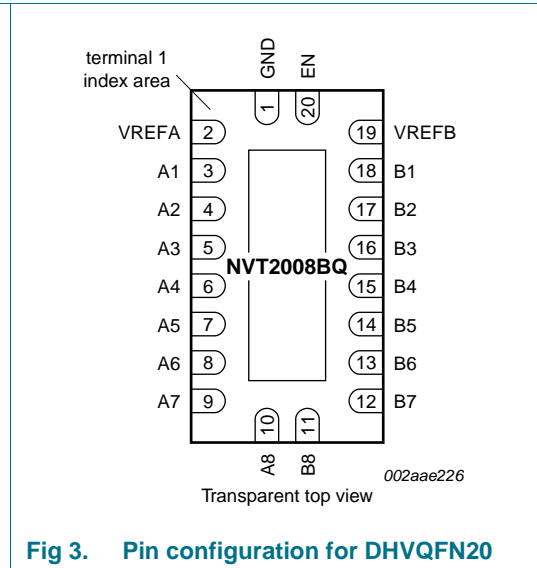 terminal 1
index area
GND
EN
1
20
VREFA 2
19 VREFB
A1 3
18 B1
A2 4
17 B2
A3 5
16 B3
NVT2008BQ
A4 6
15 B4
A5 7
14 B5
A6 8
13 B6
A7 9
12 B7
10
11
A8
B8
002aae226
Transparent top view
Fig 3. Pin configuration for DHVQFN20